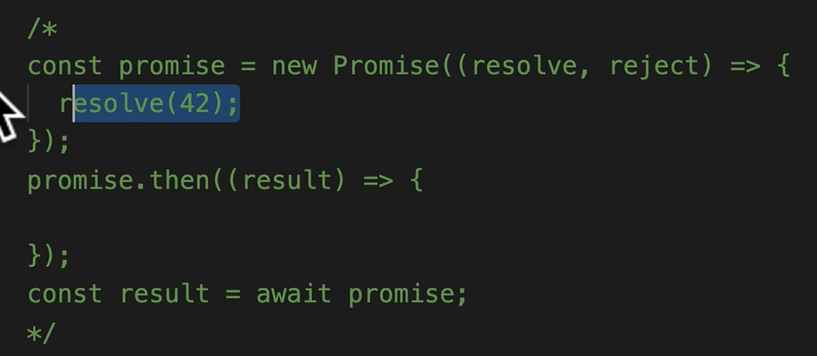 /*
const promise = new Promise((resolve, reject) => {
  resolve(42);
});
promise.then((result) => {

});
const result = await promise;
*/